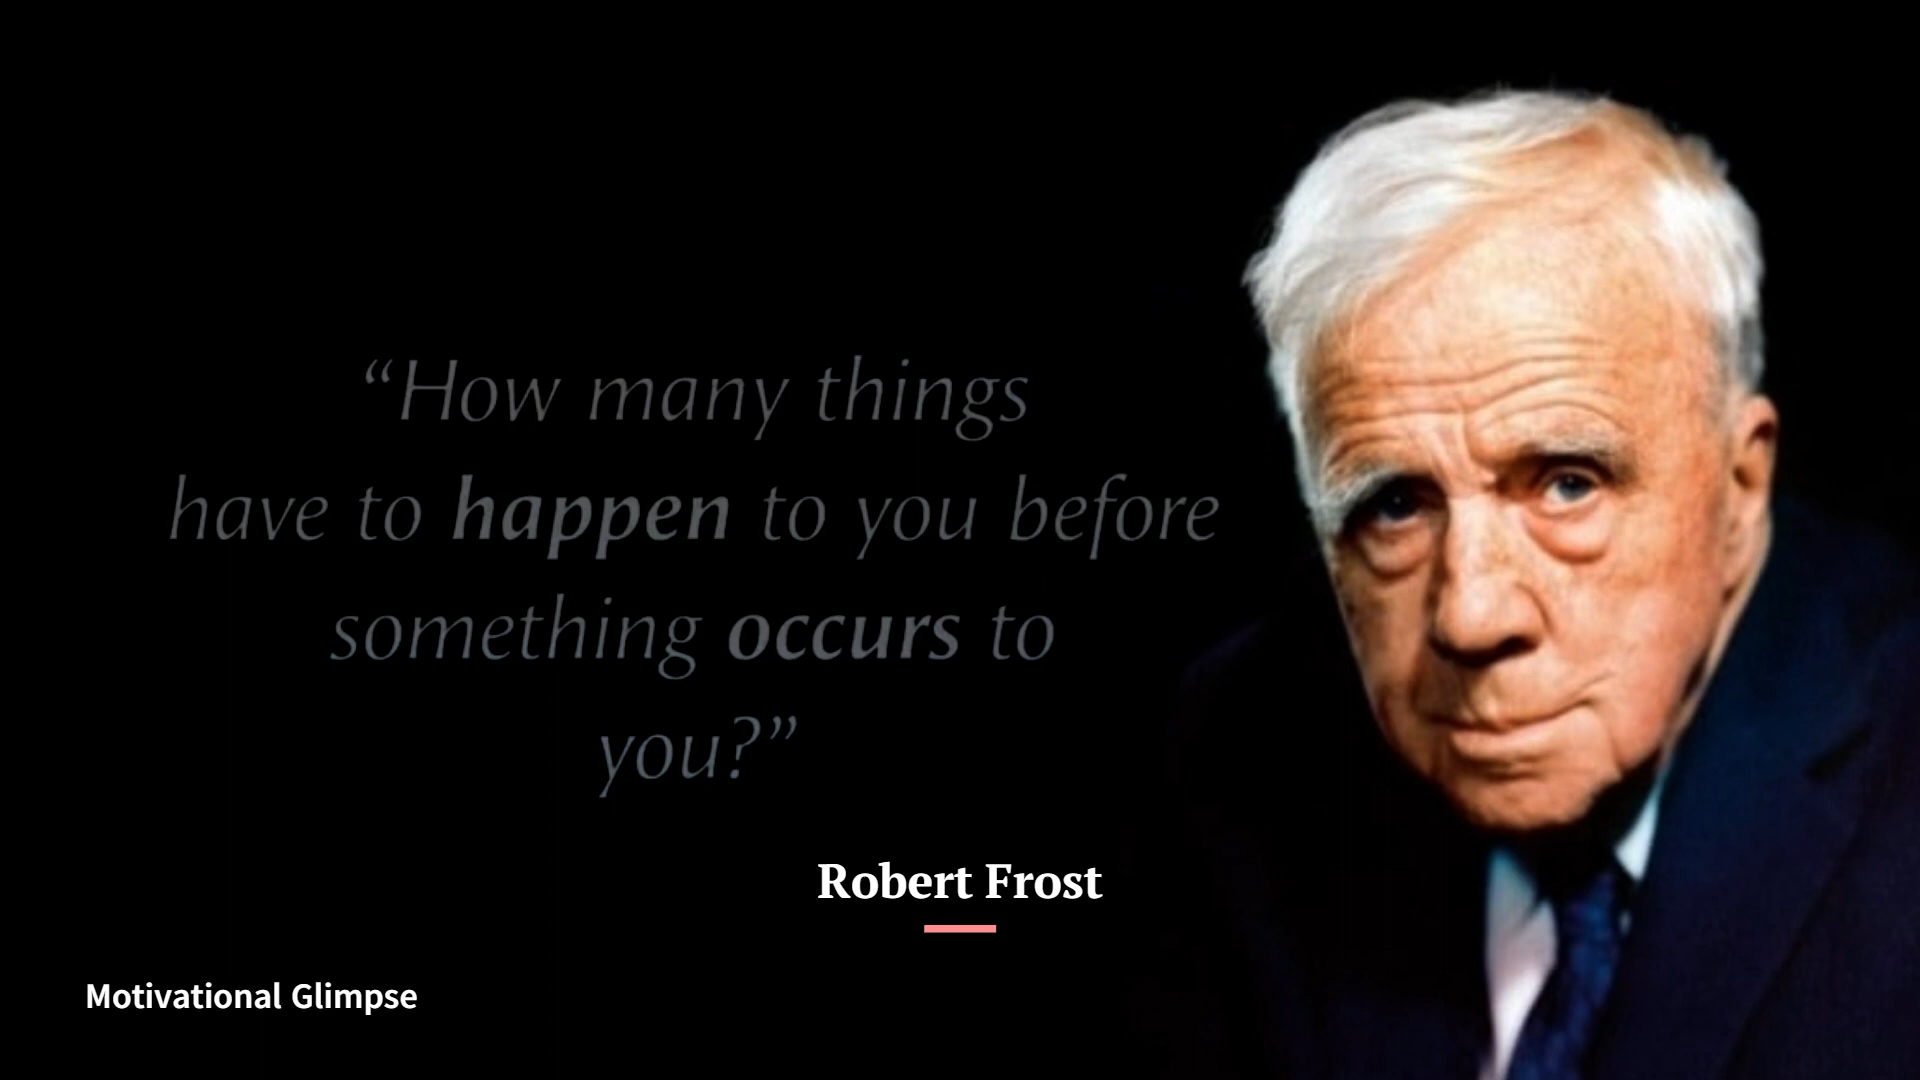 “How many things
have to happen to you before
something occurs to
you?”
Robert Frost
Motivational Glimpse